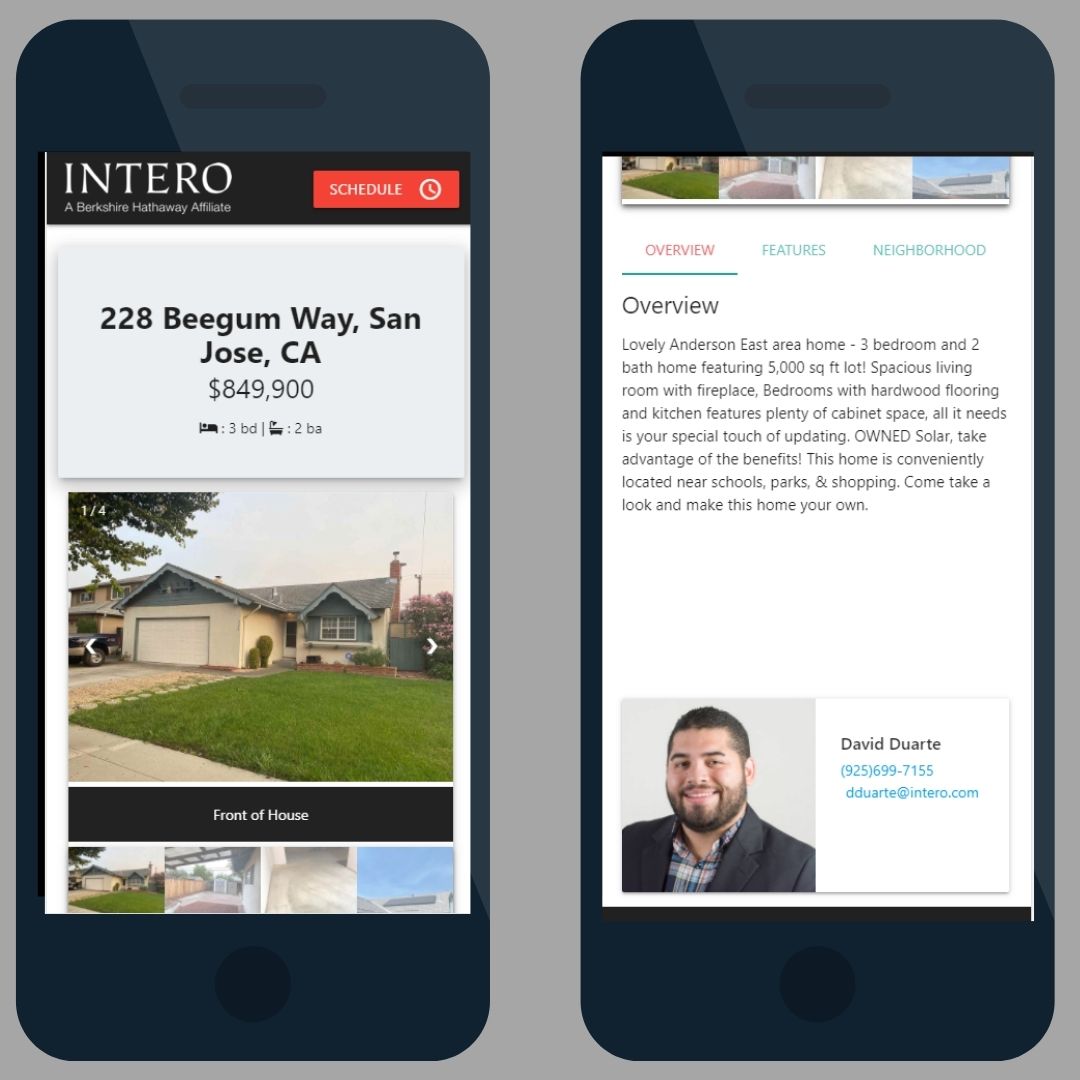 INTERO
A Berkshire Hathaway Affiliate
SCHEDULE
228 Beegum Way, San
Jose, CA
$849,900
: 3 bd | : 2 ba
1 / 4
Front of House
OVERVIEW FEATURES NEIGHBORHOOD
Overview
Lovely Anderson East area home - 3 bedroom and 2
bath home featuring 5,000 sq ft lot! Spacious living
room with fireplace, Bedrooms with hardwood flooring
and kitchen features plenty of cabinet space, all it needs
is your special touch of updating. OWNED Solar, take
advantage of the benefits! This home is conveniently
located near schools, parks, & shopping. Come take a
look and make this home your own.
David Duarte
(925)699-7155
dduarte@intero.com